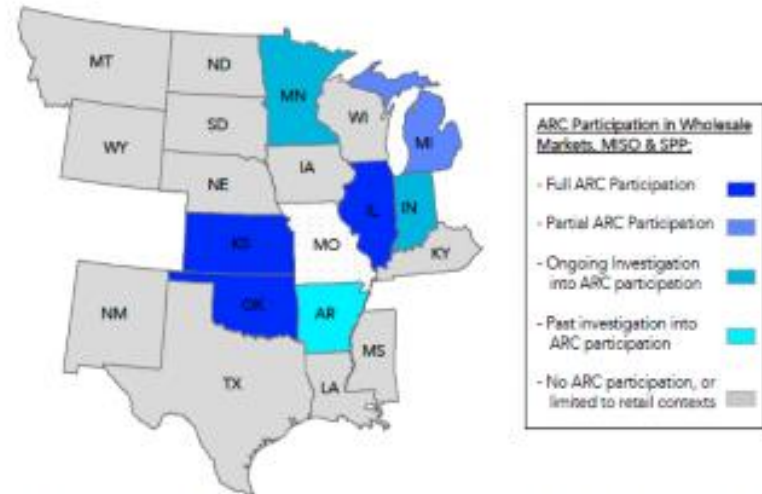 MT
ND
MN
WI
SD
MI
WY
IA
NE
IL
IN
KS
MO
KY
OK
AR
NM
MS
TX
LA
ARC Participation in Wholesale
Markets, MISO & SPP:
- Full ARC Participation
- Partial ARC Participation
- Ongoing Investigation
into ARC participation
- Past investigation into
ARC participation
- No ARC participation, or
limited to retail contexts